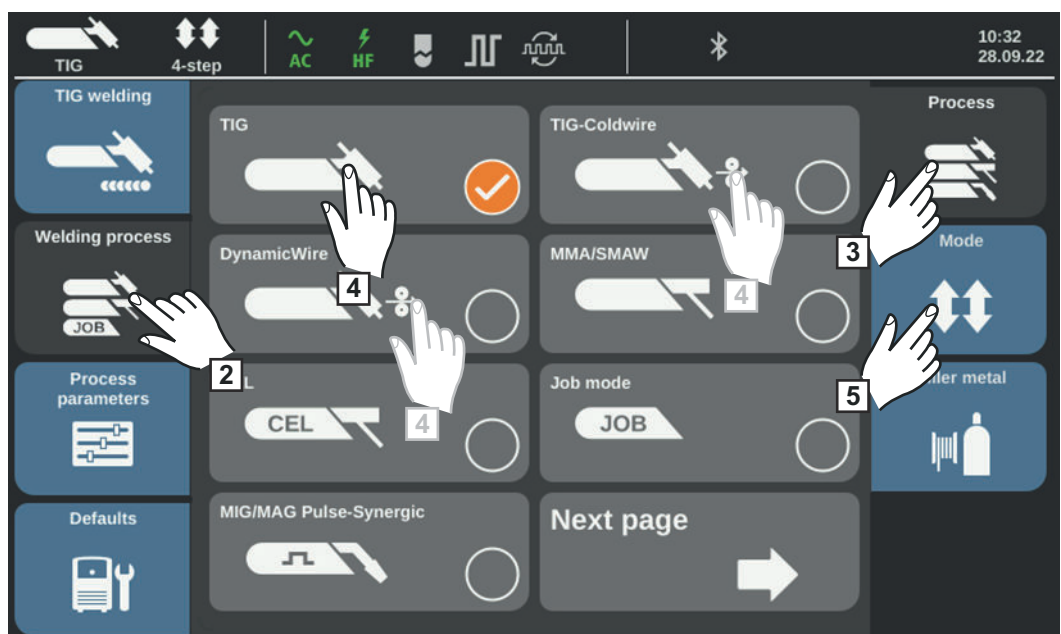 TIG
4-step
AC
HF
10:32
28.09.22
TIG welding
Welding process
JOB
2
Process
parameters
Defaults
TIG
4
TIG-Coldwire
4
DynamicWire
4
MMA/SMAW
CEL
Job mode
JOB
MIG/MAG Pulse-Synergic
Next page
Process
3
Mode
5
metal